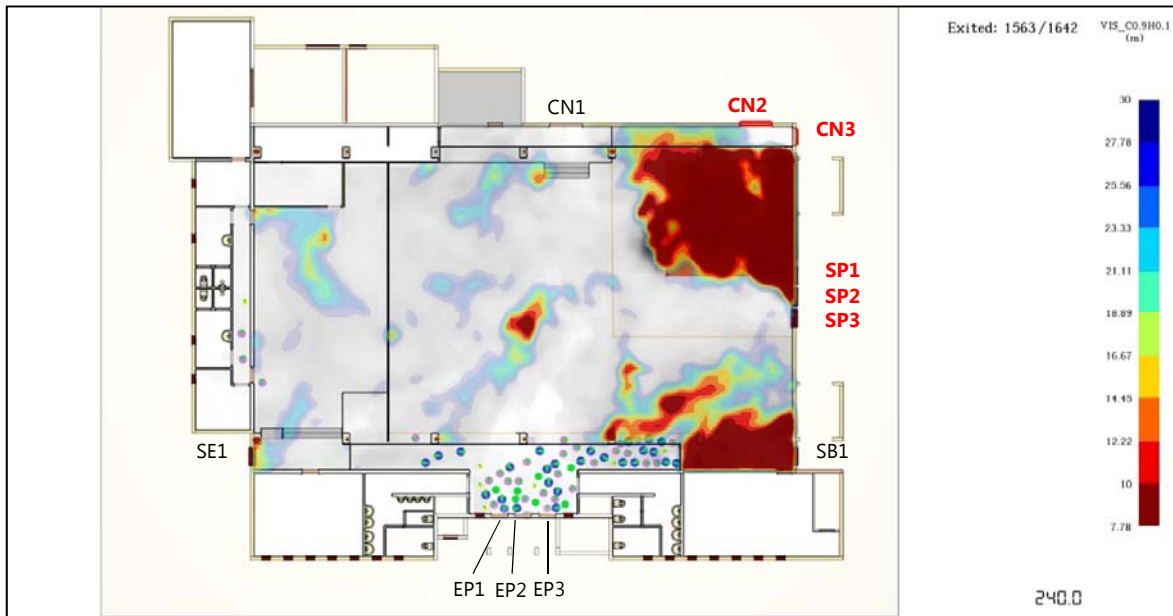 Exited: 1563/1642
VIS_C0.9H0.1
(m)
CN1
CN2
CN3
30
27.78
25.56
23.33
21.11
18.89
16.67
14.45
12.22
10
7.78
SP1
SP2
SP3
SE1
SB1
EP1 EP2 EP3
240.0